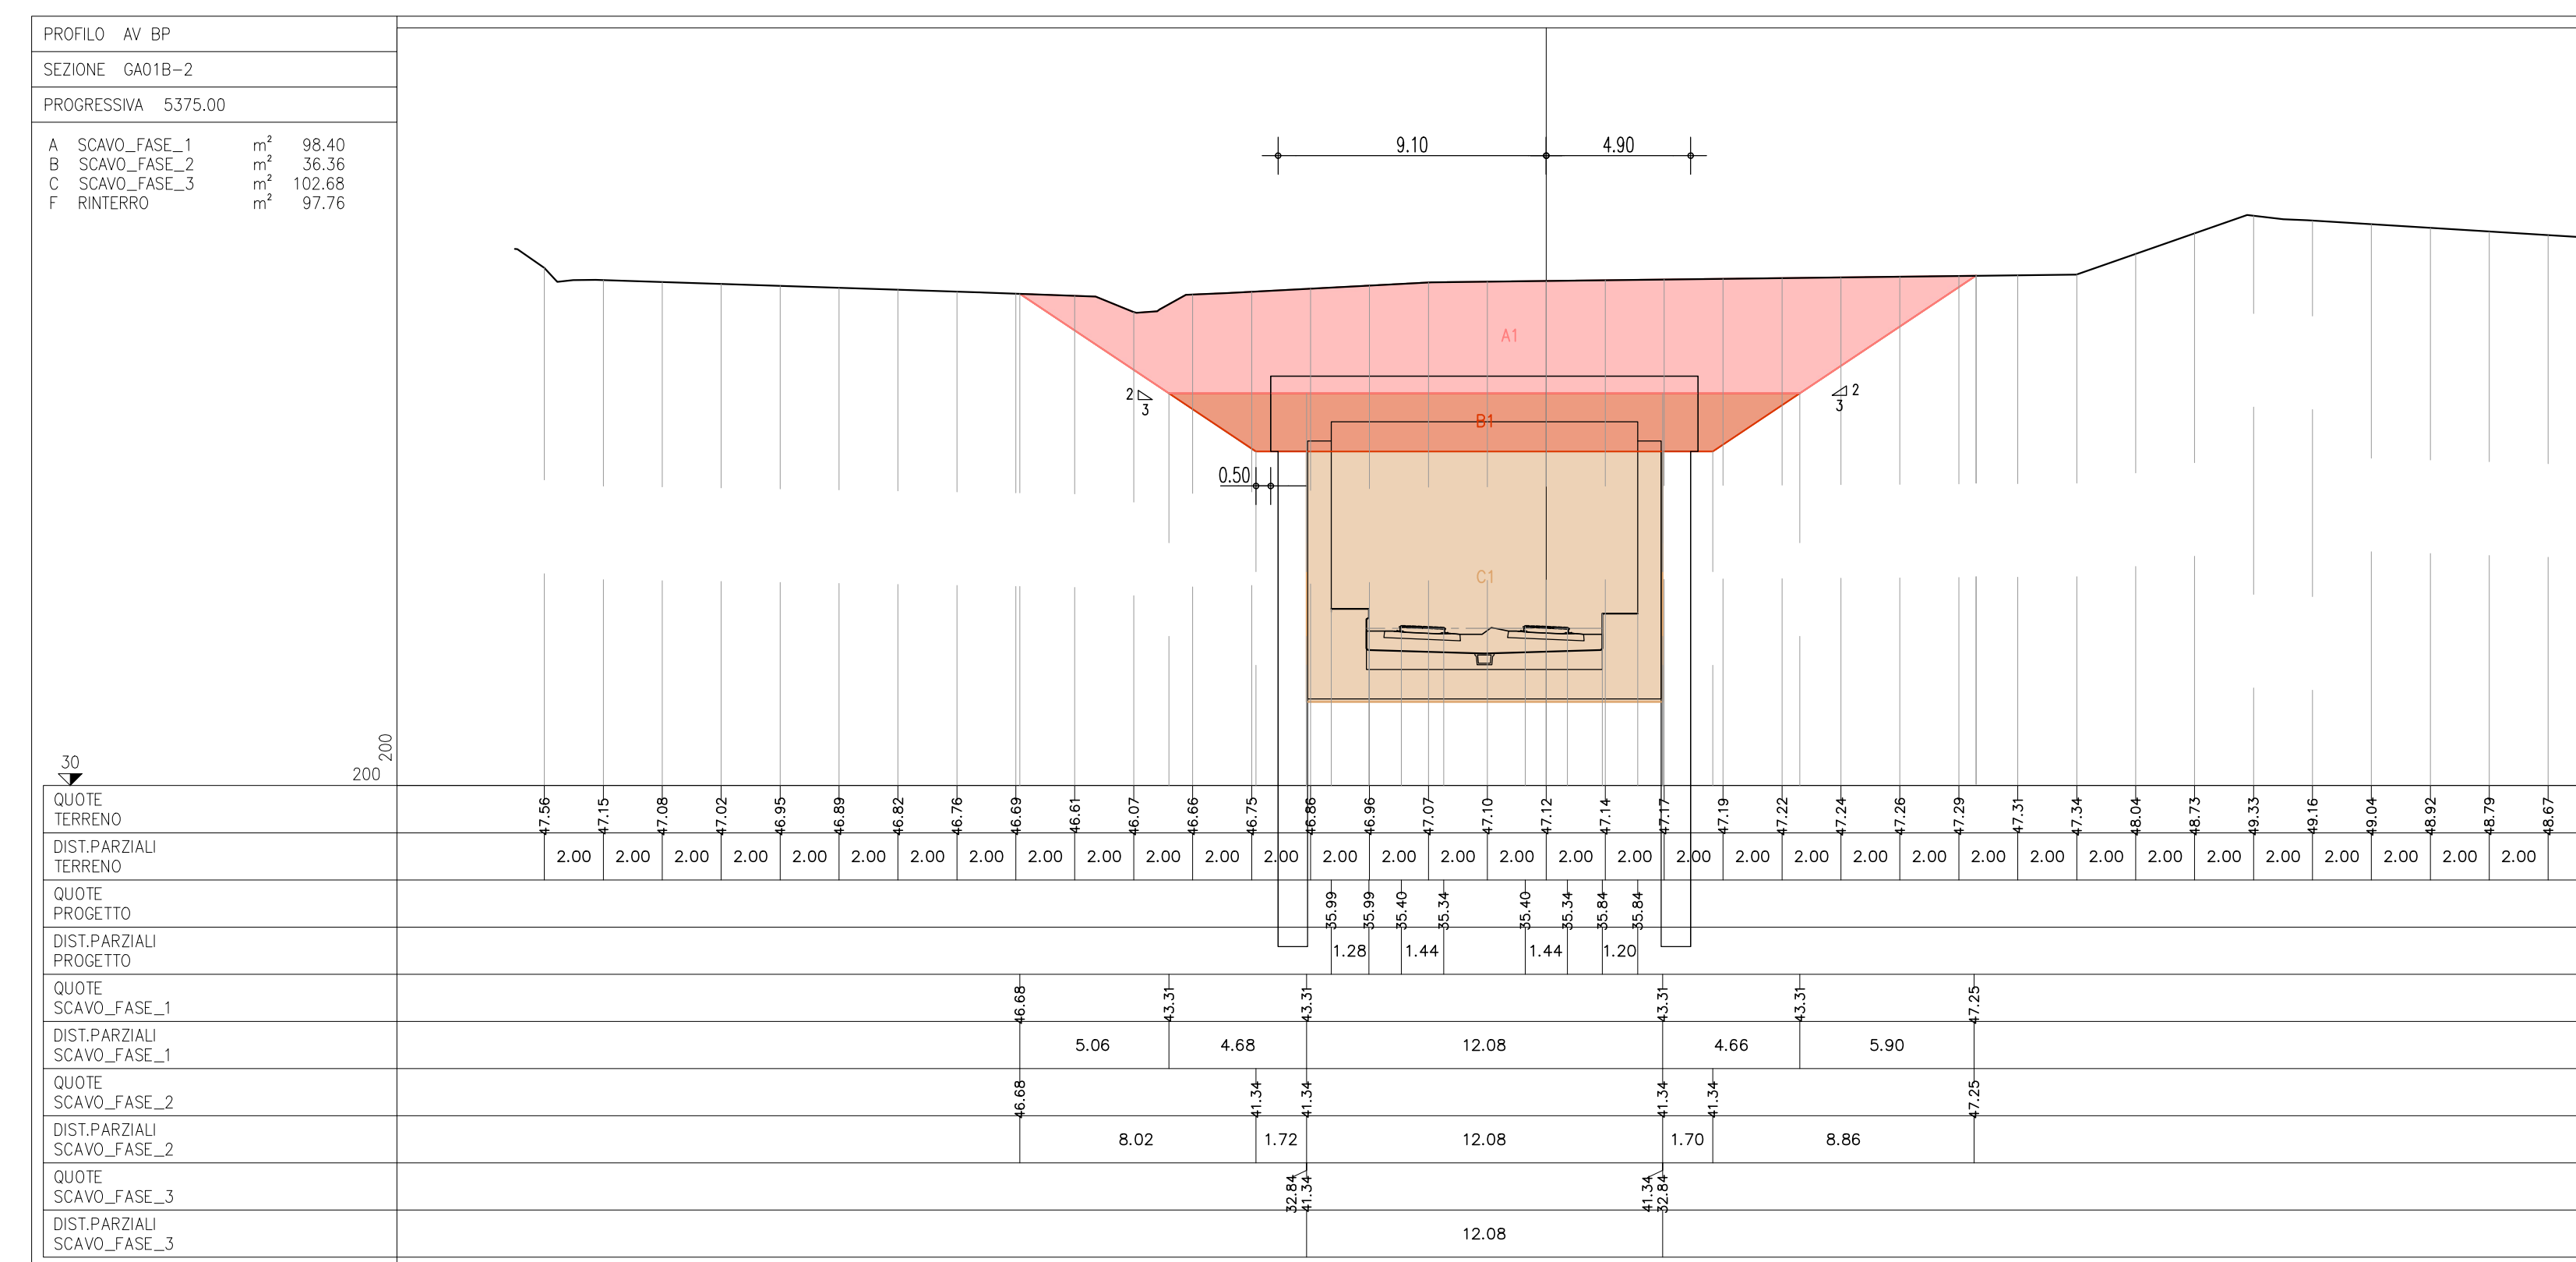 PROFILO AV BP
SEZIONE GA01B-2
PROGRESSIVA 5375.00
A SCAVO_FASE_1 m² 98.40
B SCAVO_FASE_2 m² 36.36
C SCAVO_FASE_3 m² 102.68
F RINTERRO m² 97.76
9.10 4.90
A1
2 3
2 3
B1
0.50
C1
30
200
200
QUOTE
TERRENO
47.56 47.15 47.08 47.02 46.95 46.89 46.82 46.76 46.69 46.61 46.07 46.66 46.75 46.86 46.96 47.07 47.10 47.12 47.14 47.17 47.19 47.22 47.24 47.26 47.29 47.31 47.34 48.04 48.73 49.33 49.16 49.04 48.92 48.79 48.67
DIST.PARZIALI
TERRENO
2.00 2.00 2.00 2.00 2.00 2.00 2.00 2.00 2.00 2.00 2.00 2.00 2.00 2.00 2.00 2.00 2.00 2.00 2.00 2.00 2.00 2.00 2.00 2.00 2.00 2.00 2.00 2.00 2.00 2.00 2.00 2.00 2.00 2.00
QUOTE
PROGETTO
35.99 35.99 35.40 35.34 35.40 35.34 35.84 35.84
DIST.PARZIALI
PROGETTO
1.28 1.44 1.44 1.20
QUOTE
SCAVO_FASE_1
46.68 43.31 43.31 43.31 43.31 47.25
DIST.PARZIALI
SCAVO_FASE_1
5.06 4.68 12.08 4.66 5.90
QUOTE
SCAVO_FASE_2
46.68 41.34 41.34 41.34 41.34 47.25
DIST.PARZIALI
SCAVO_FASE_2
8.02 1.72 12.08 1.70 8.86
QUOTE
SCAVO_FASE_3
32.84 41.34 41.34 32.84
DIST.PARZIALI
SCAVO_FASE_3
12.08